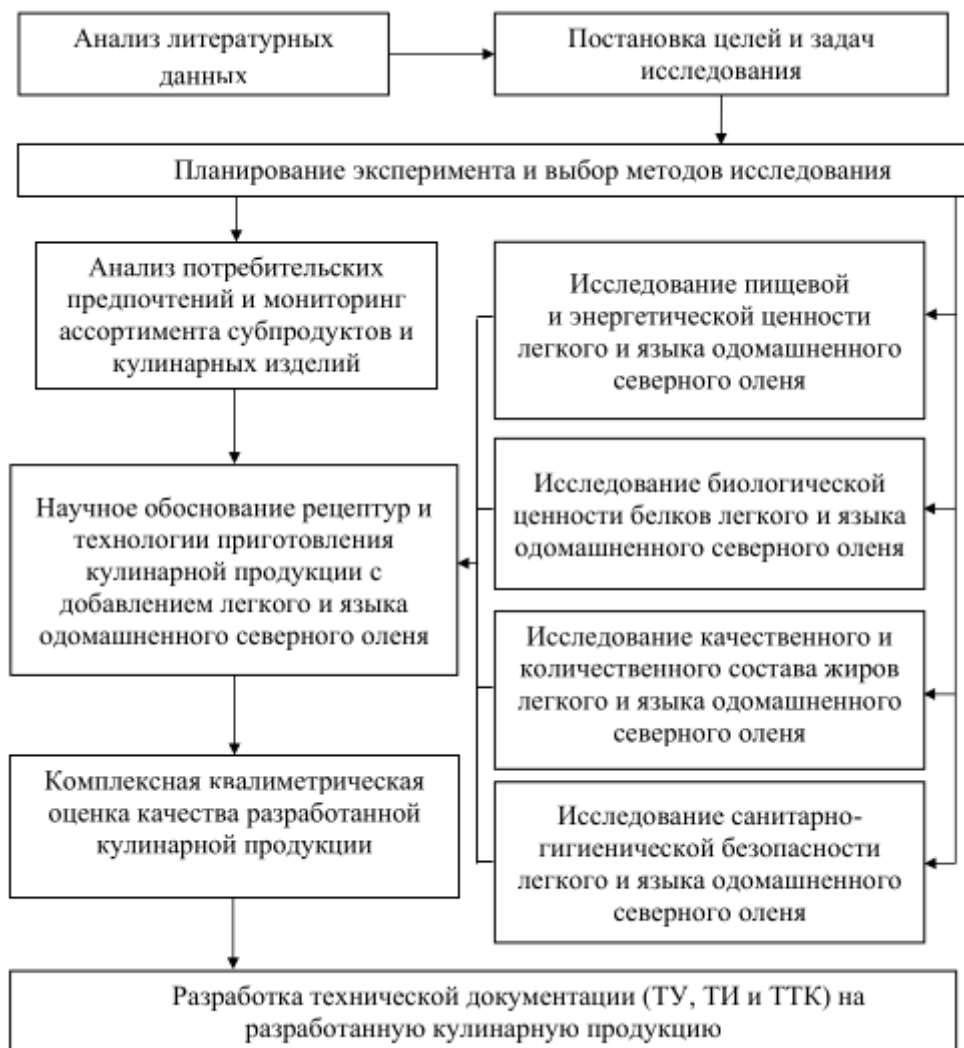 Анализ литературных
данных
Постановка целей и задач
исследования
Планирование эксперимента и выбор методов исследования
Анализ потребительских
предпочтений и мониторинг
ассортимента субпродуктов и
кулинарных изделий
Научное обоснование рецептур и
технологии приготовления
кулинарной продукции с
добавлением легкого и языка
одомашненного северного оленя
Комплексная квалиметрическая
оценка качества разработанной
кулинарной продукции
Исследование пищевой
и энергетической ценности
легкого и языка одомашненного
северного оленя
Исследование биологической
ценности белков легкого и языка
одомашненного северного оленя
Исследование качественного и
количественного состава жиров
легкого и языка одомашненного
северного оленя
Исследование санитарно-
гигиенической безопасности
легкого и языка одомашненного
северного оленя
Разработка технической документации (ТУ, ТИ и ТТК) на
разработанную кулинарную продукцию